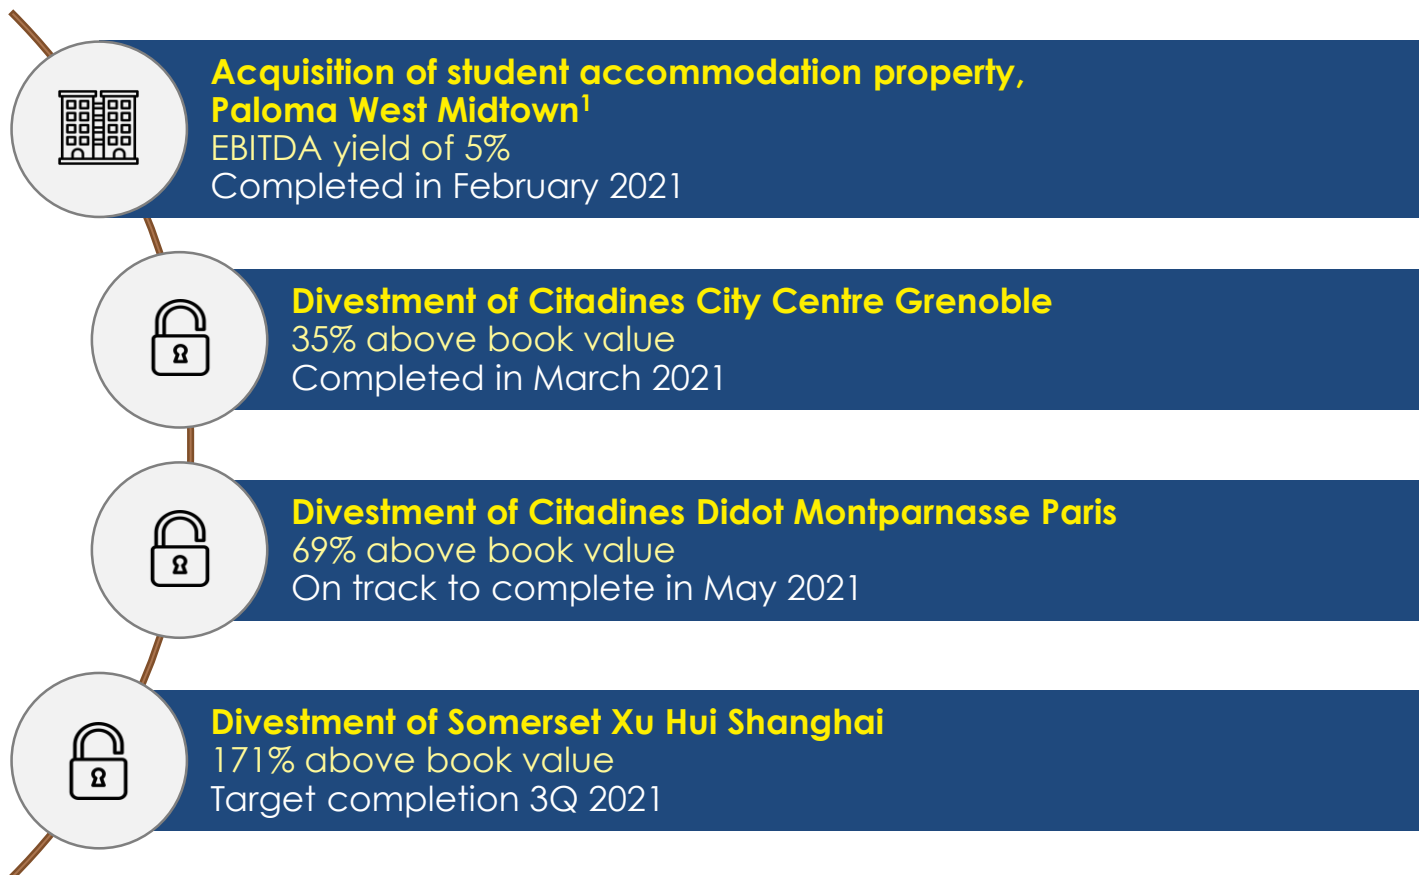 Acquisition of student accommodation property,
Paloma West Midtown¹
EBITDA yield of 5%
Completed in February 2021
Divestment of Citadines City Centre Grenoble
35% above book value
Completed in March 2021
Divestment of Citadines Didot Montparnasse Paris
69% above book value
On track to complete in May 2021
Divestment of Somerset Xu Hui Shanghai
171% above book value
Target completion 3Q 2021